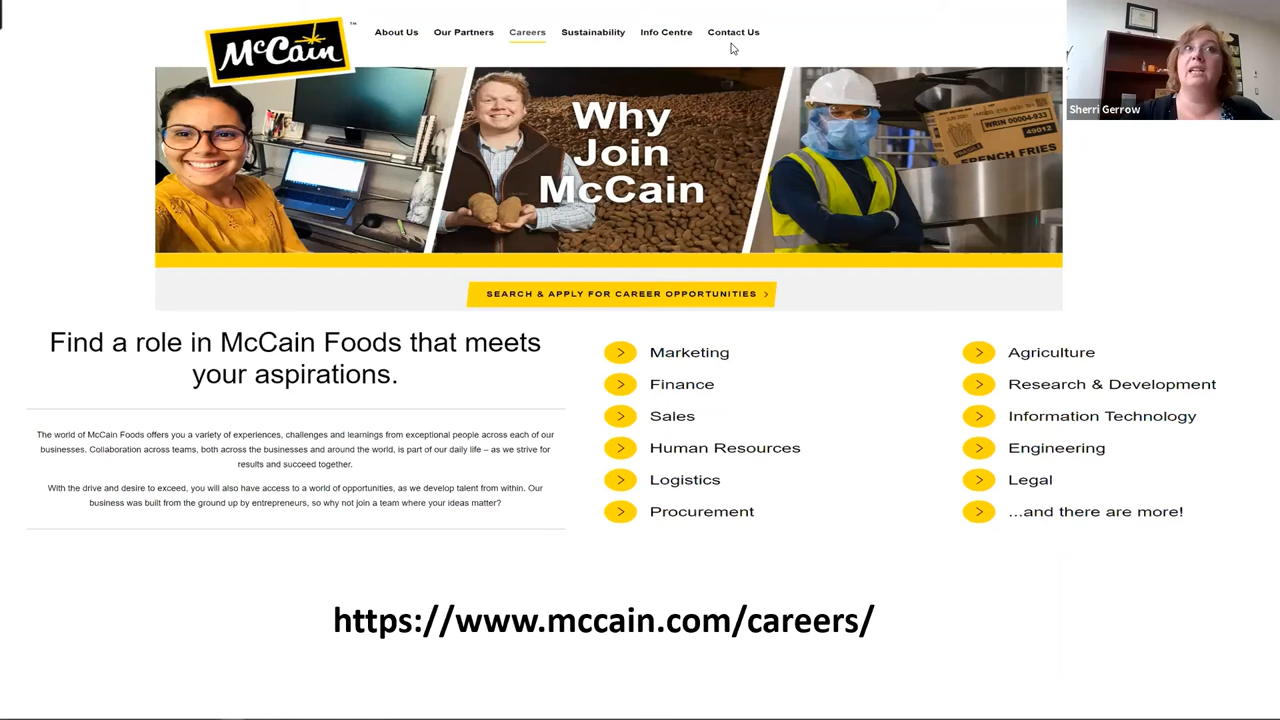 McCain
™
About Us Our Partners Careers Sustainability Info Centre Contact Us
Sherri Gerrow
Why
Join
McCain
WRIN 00004-933
49012
FRENCH FRIES
SEARCH & APPLY FOR CAREER OPPORTUNITIES >
Find a role in McCain Foods that meets
your aspirations.
The world of McCain Foods offers you a variety of experiences, challenges and learnings from exceptional people across each of our
businesses. Collaboration across teams, both across the businesses and around the world, is part of our daily life – as we strive for
results and succeed together.
With the drive and desire to exceed, you will also have access to a world of opportunities, as we develop talent from within. Our
business was built from the ground up by entrepreneurs, so why not join a team where your ideas matter?
Marketing
Finance
Sales
Human Resources
Logistics
Procurement
Agriculture
Research & Development
Information Technology
Engineering
Legal
...and there are more!
https://www.mccain.com/careers/